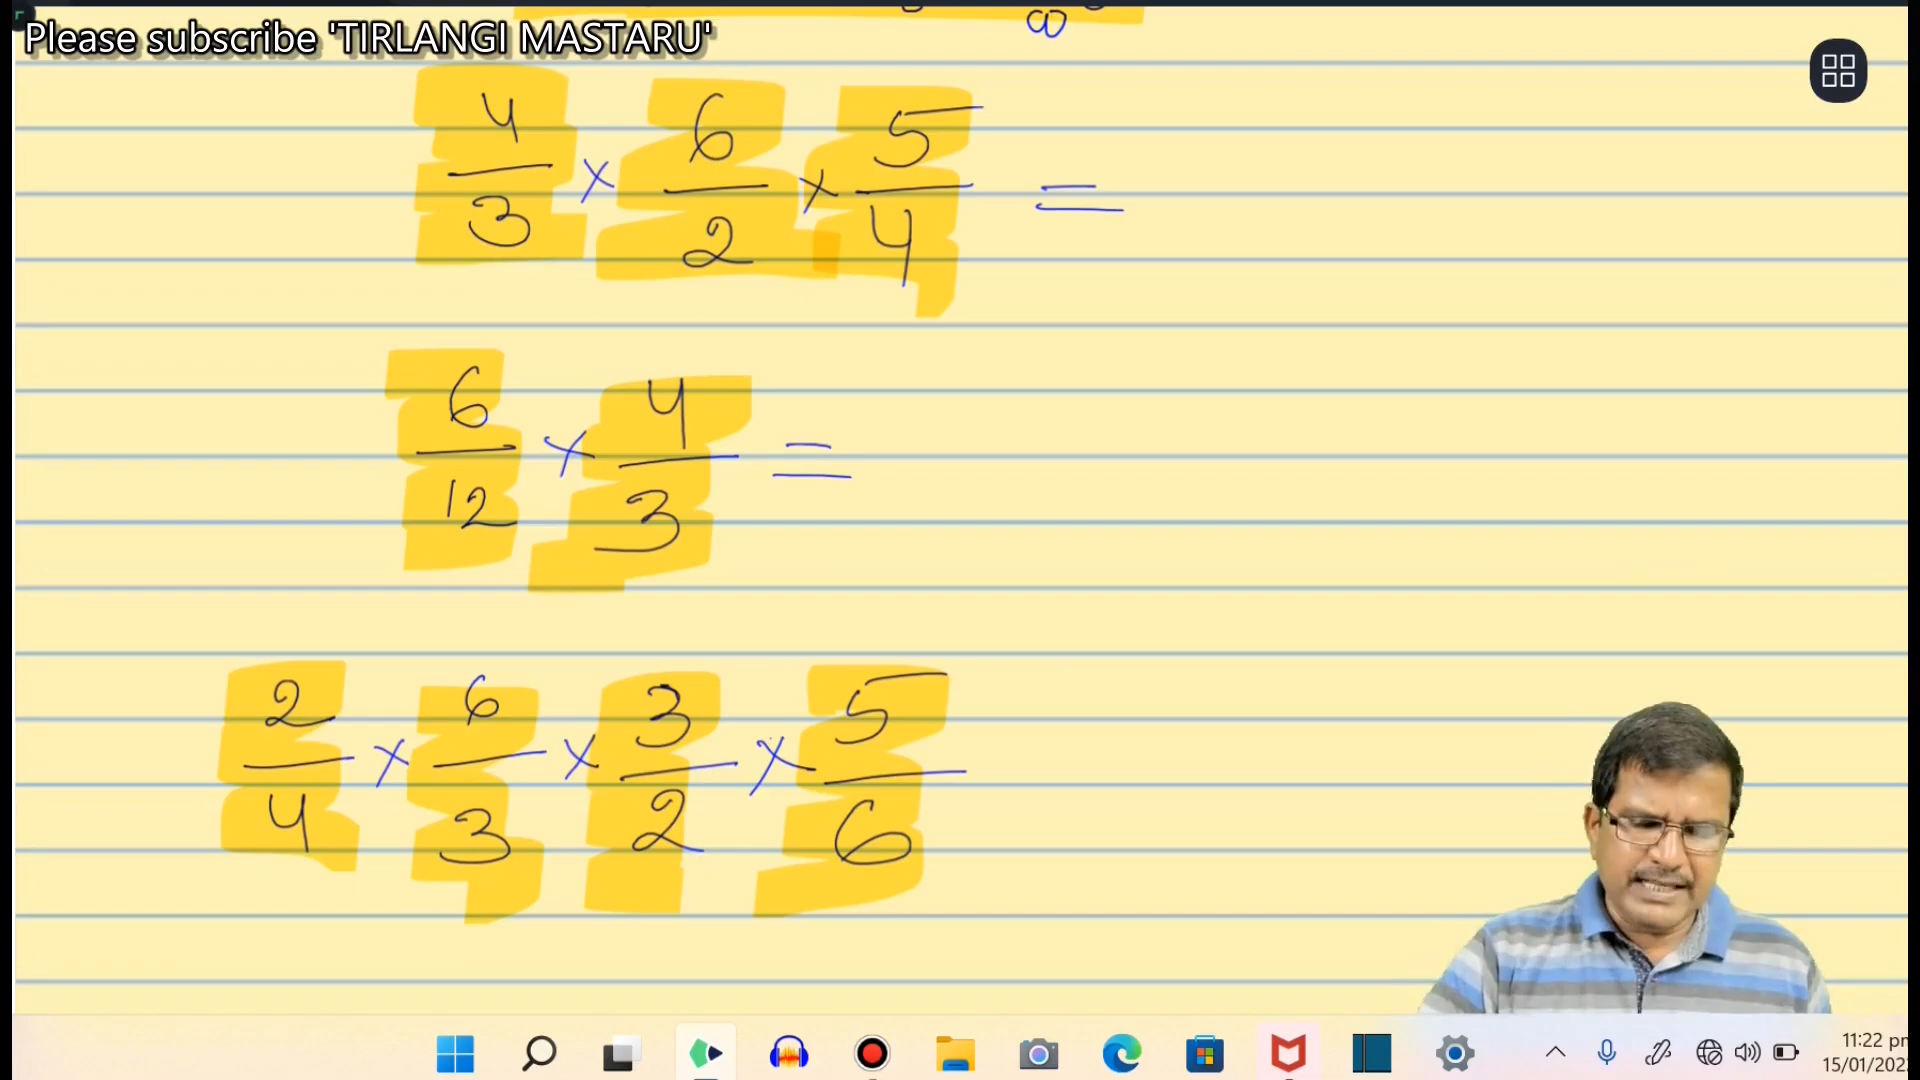 Please subscribe 'TIRLANGI MASTARU'
4/3 × 6/2 × 5/4 =
6/12 × 4/3 =
2/4 × 6/3 × 3/2 × 5/6
11:22
15/01/202